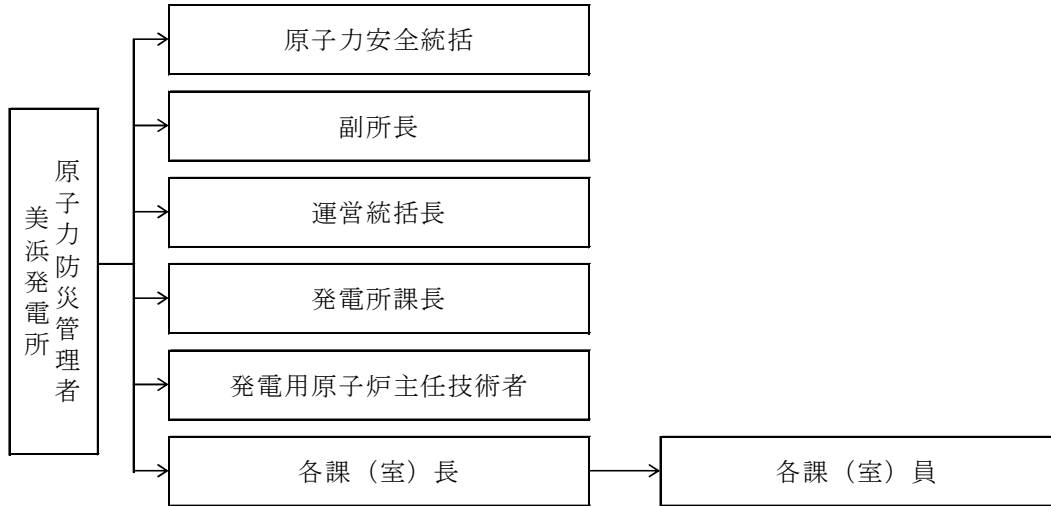 原子力防災管理者
美浜発電所
原子力安全統括
副所長
運営統括長
発電所課長
発電用原子炉主任技術者
各課（室）長
各課（室）員